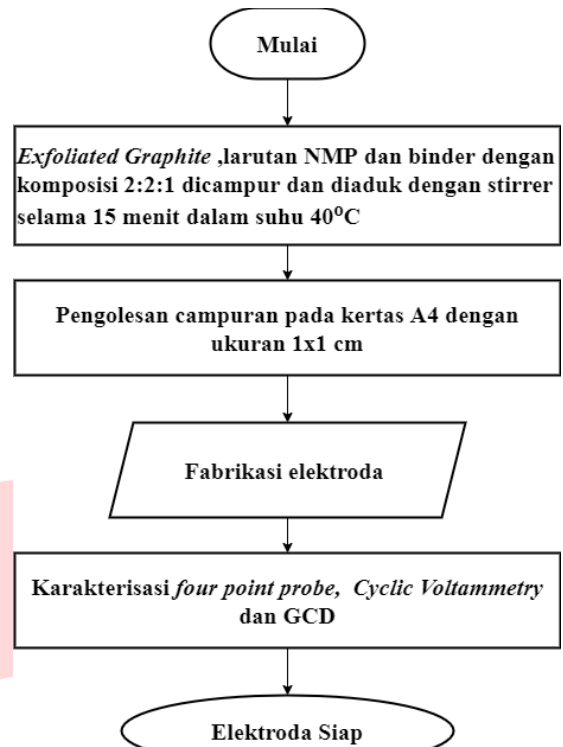 Mulai
Exfoliated Graphite ,larutan NMP dan binder dengan
komposisi 2:2:1 dicampur dan diaduk dengan stirrer
selama 15 menit dalam suhu 40⁰C
Pengolesan campuran pada kertas A4 dengan
ukuran 1x1 cm
Fabrikasi elektroda
Karakterisasi four point probe, Cyclic Voltammetry
dan GCD
Elektroda Siap